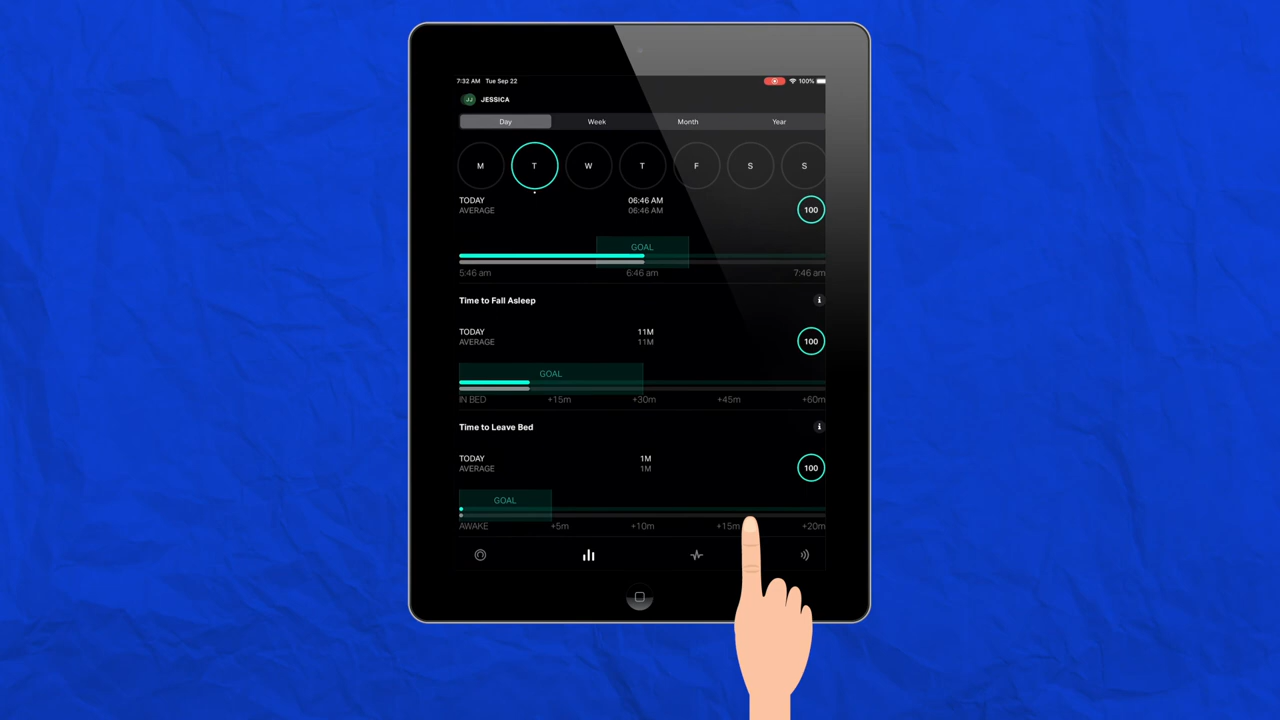 7:32 AM Tue Sep 22 100%
JJ JESSICA
Day Week Month Year
M T W T F S S
TODAY 06:46 AM
AVERAGE 06:46 AM
100
GOAL
5:46 am 6:46 am 7:46 am
Time to Fall Asleep i
TODAY 11M
AVERAGE 11M
100
GOAL
IN BED +15m +30m +45m +60m
Time to Leave Bed i
TODAY 1M
AVERAGE 1M
100
GOAL
AWAKE +5m +10m +15m +20m